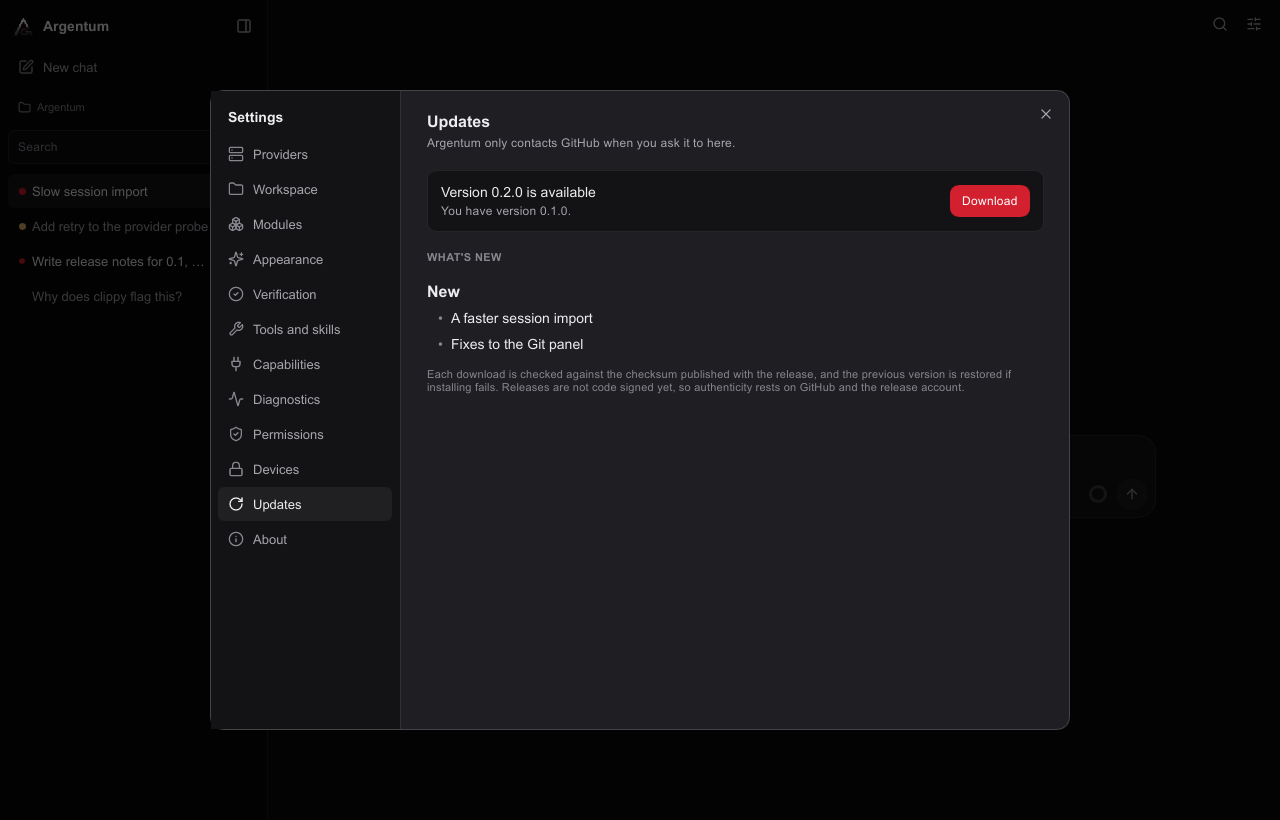 Argentum
New chat
Argentum
Search
Slow session import
Add retry to the provider probe
Write release notes for 0.1, …
Why does clippy flag this?
Settings
Providers
Workspace
Modules
Appearance
Verification
Tools and skills
Capabilities
Diagnostics
Permissions
Devices
Updates
About
Updates
Argentum only contacts GitHub when you ask it to here.
Version 0.2.0 is available
You have version 0.1.0.
Download
WHAT'S NEW
New
• A faster session import
• Fixes to the Git panel
Each download is checked against the checksum published with the release, and the previous version is restored if
installing fails. Releases are not code signed yet, so authenticity rests on GitHub and the release account.